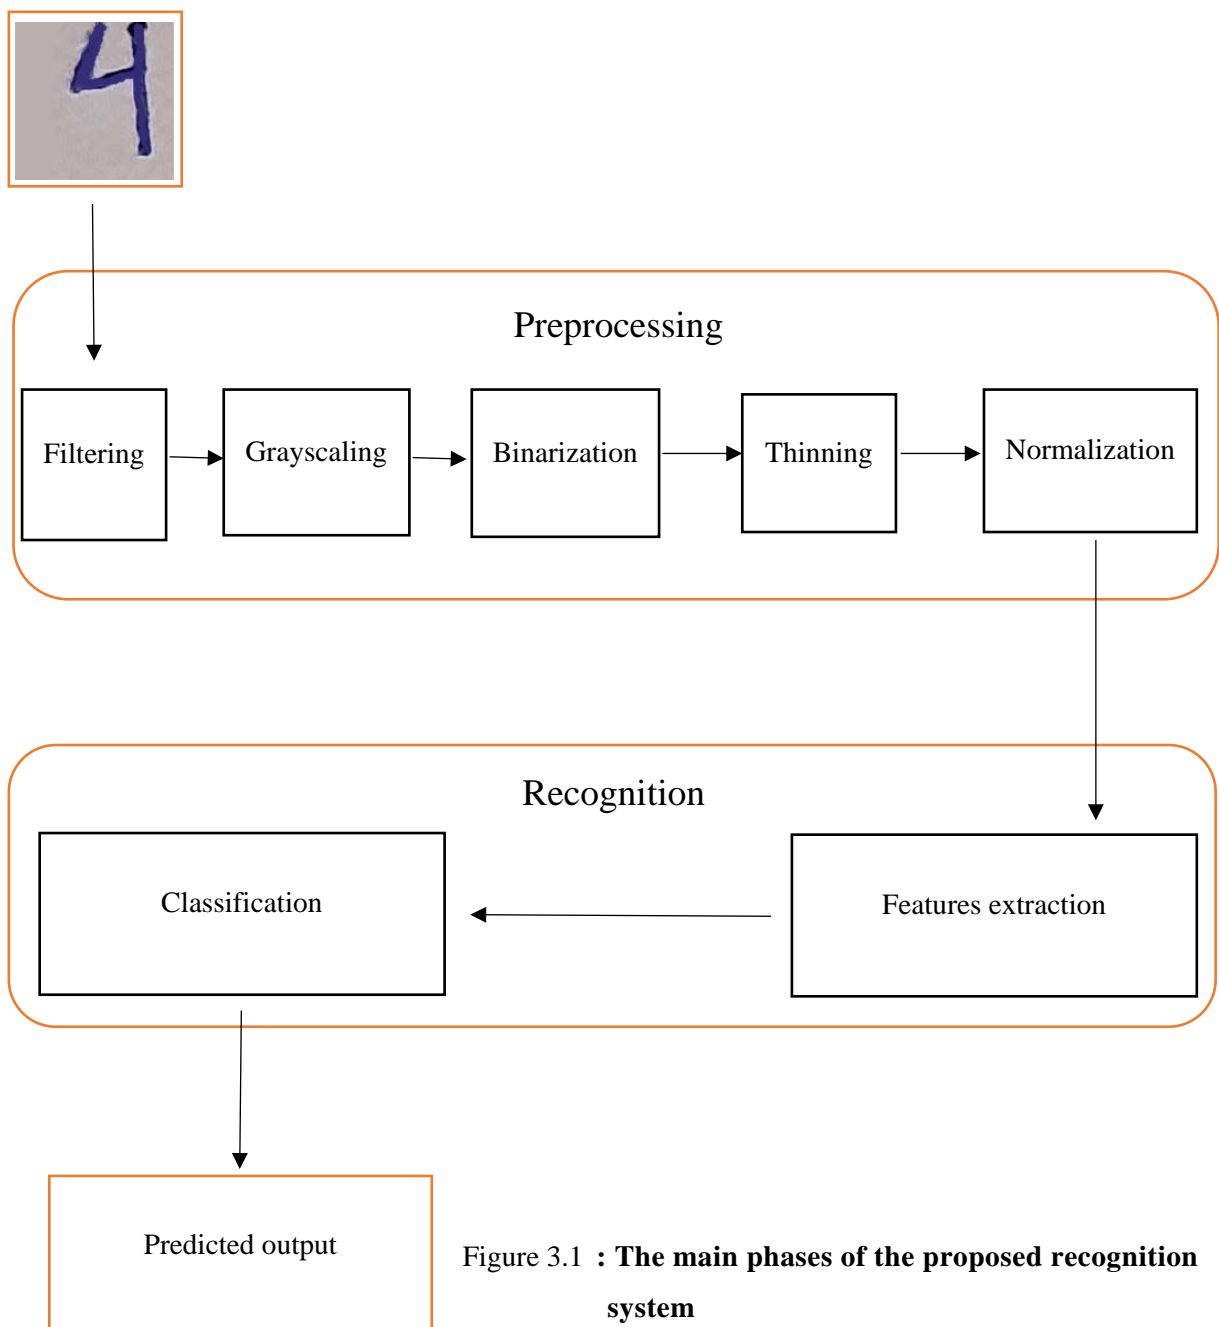 4
Preprocessing
Filtering
Grayscaling
Binarization
Thinning
Normalization
Recognition
Classification
Features extraction
Predicted output
Figure 3.1 : The main phases of the proposed recognition
system